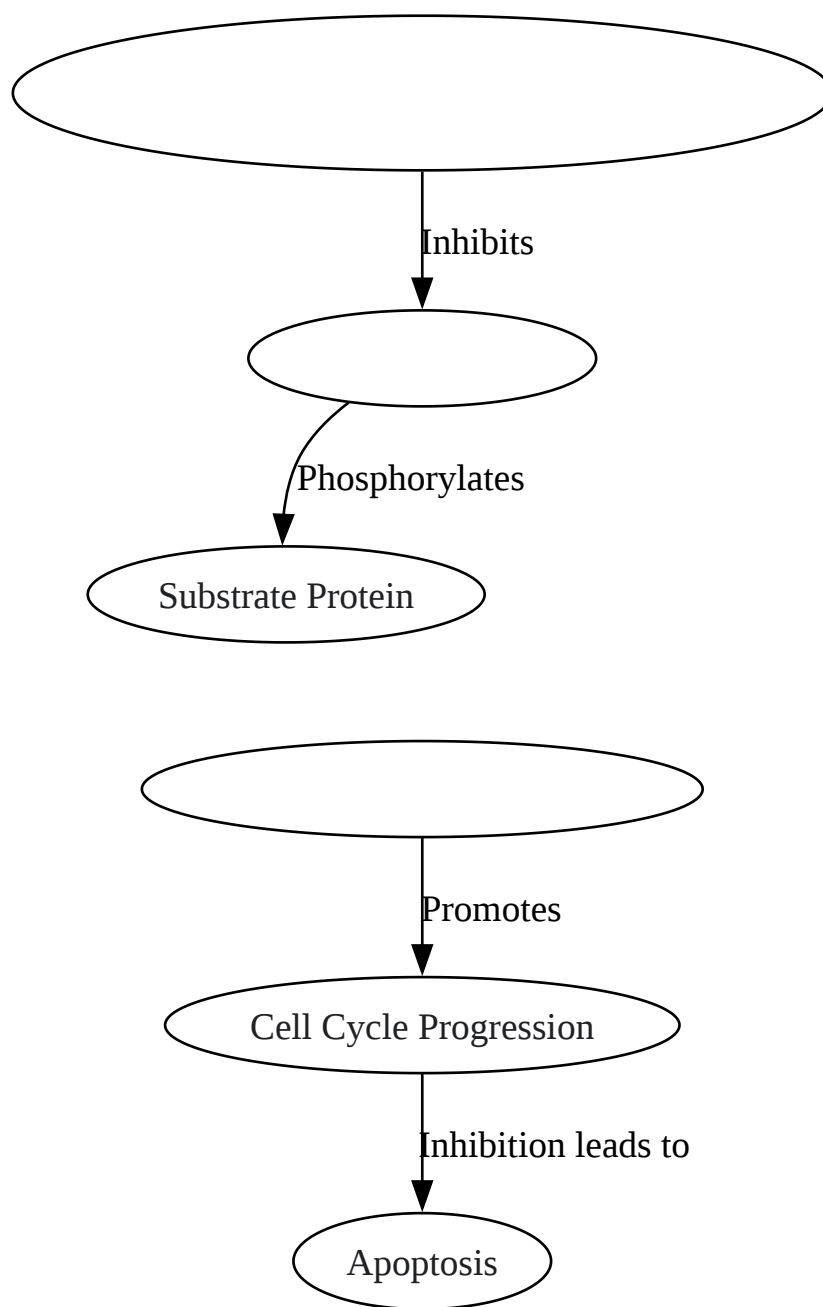 Inhibits
Phosphorylates
Substrate Protein
Promotes
Cell Cycle Progression
Inhibition leads to
Apoptosis